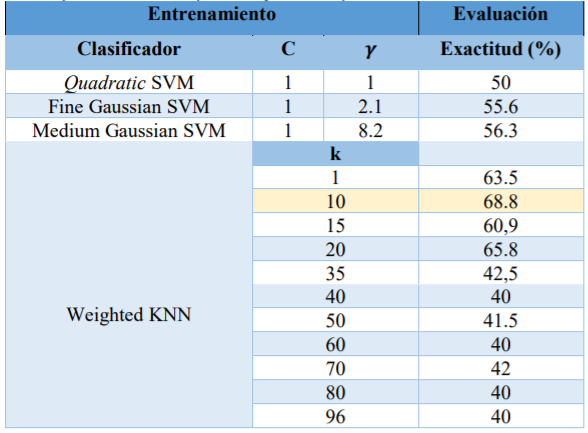 Entrenamiento Evaluación
Clasificador C γ Exactitud (%)
Quadratic SVM 1 1 50
Fine Gaussian SVM 1 2.1 55.6
Medium Gaussian SVM 1 8.2 56.3
k
1 63.5
10 68.8
15 60,9
20 65.8
35 42,5
40 40
Weighted KNN 50 41.5
60 40
70 42
80 40
96 40